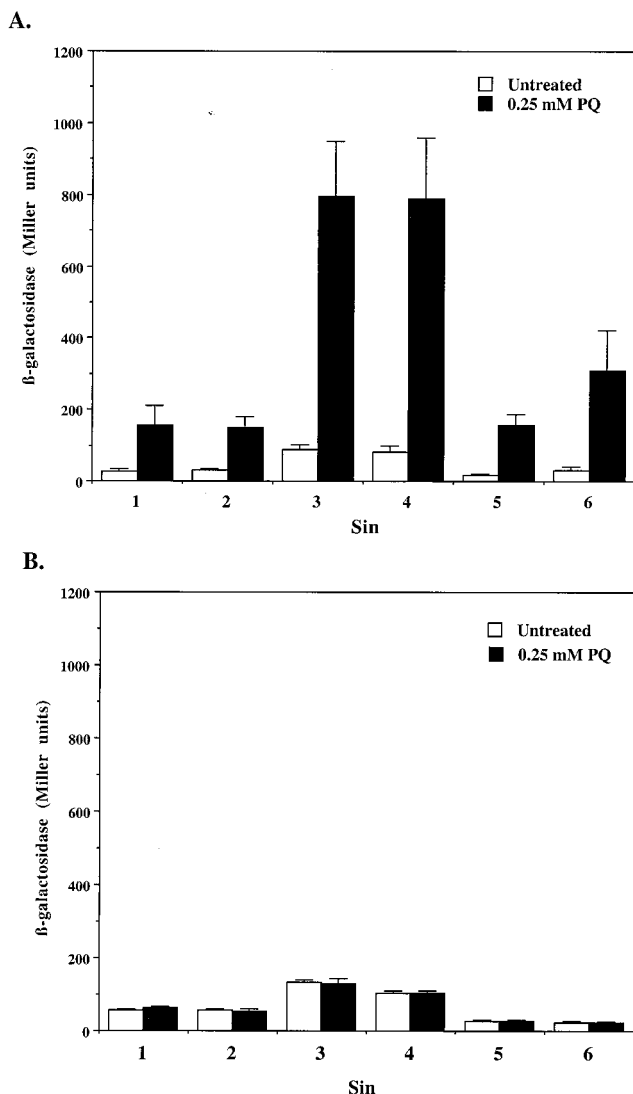 A.
1200
1000
800
600
400
200
0
ß-galactosidase (Miller units)
Untreated
0.25 mM PQ
1 2 3 4 5 6
Sin
B.
1200
1000
800
600
400
200
0
ß-galactosidase (Miller units)
Untreated
0.25 mM PQ
1 2 3 4 5 6
Sin